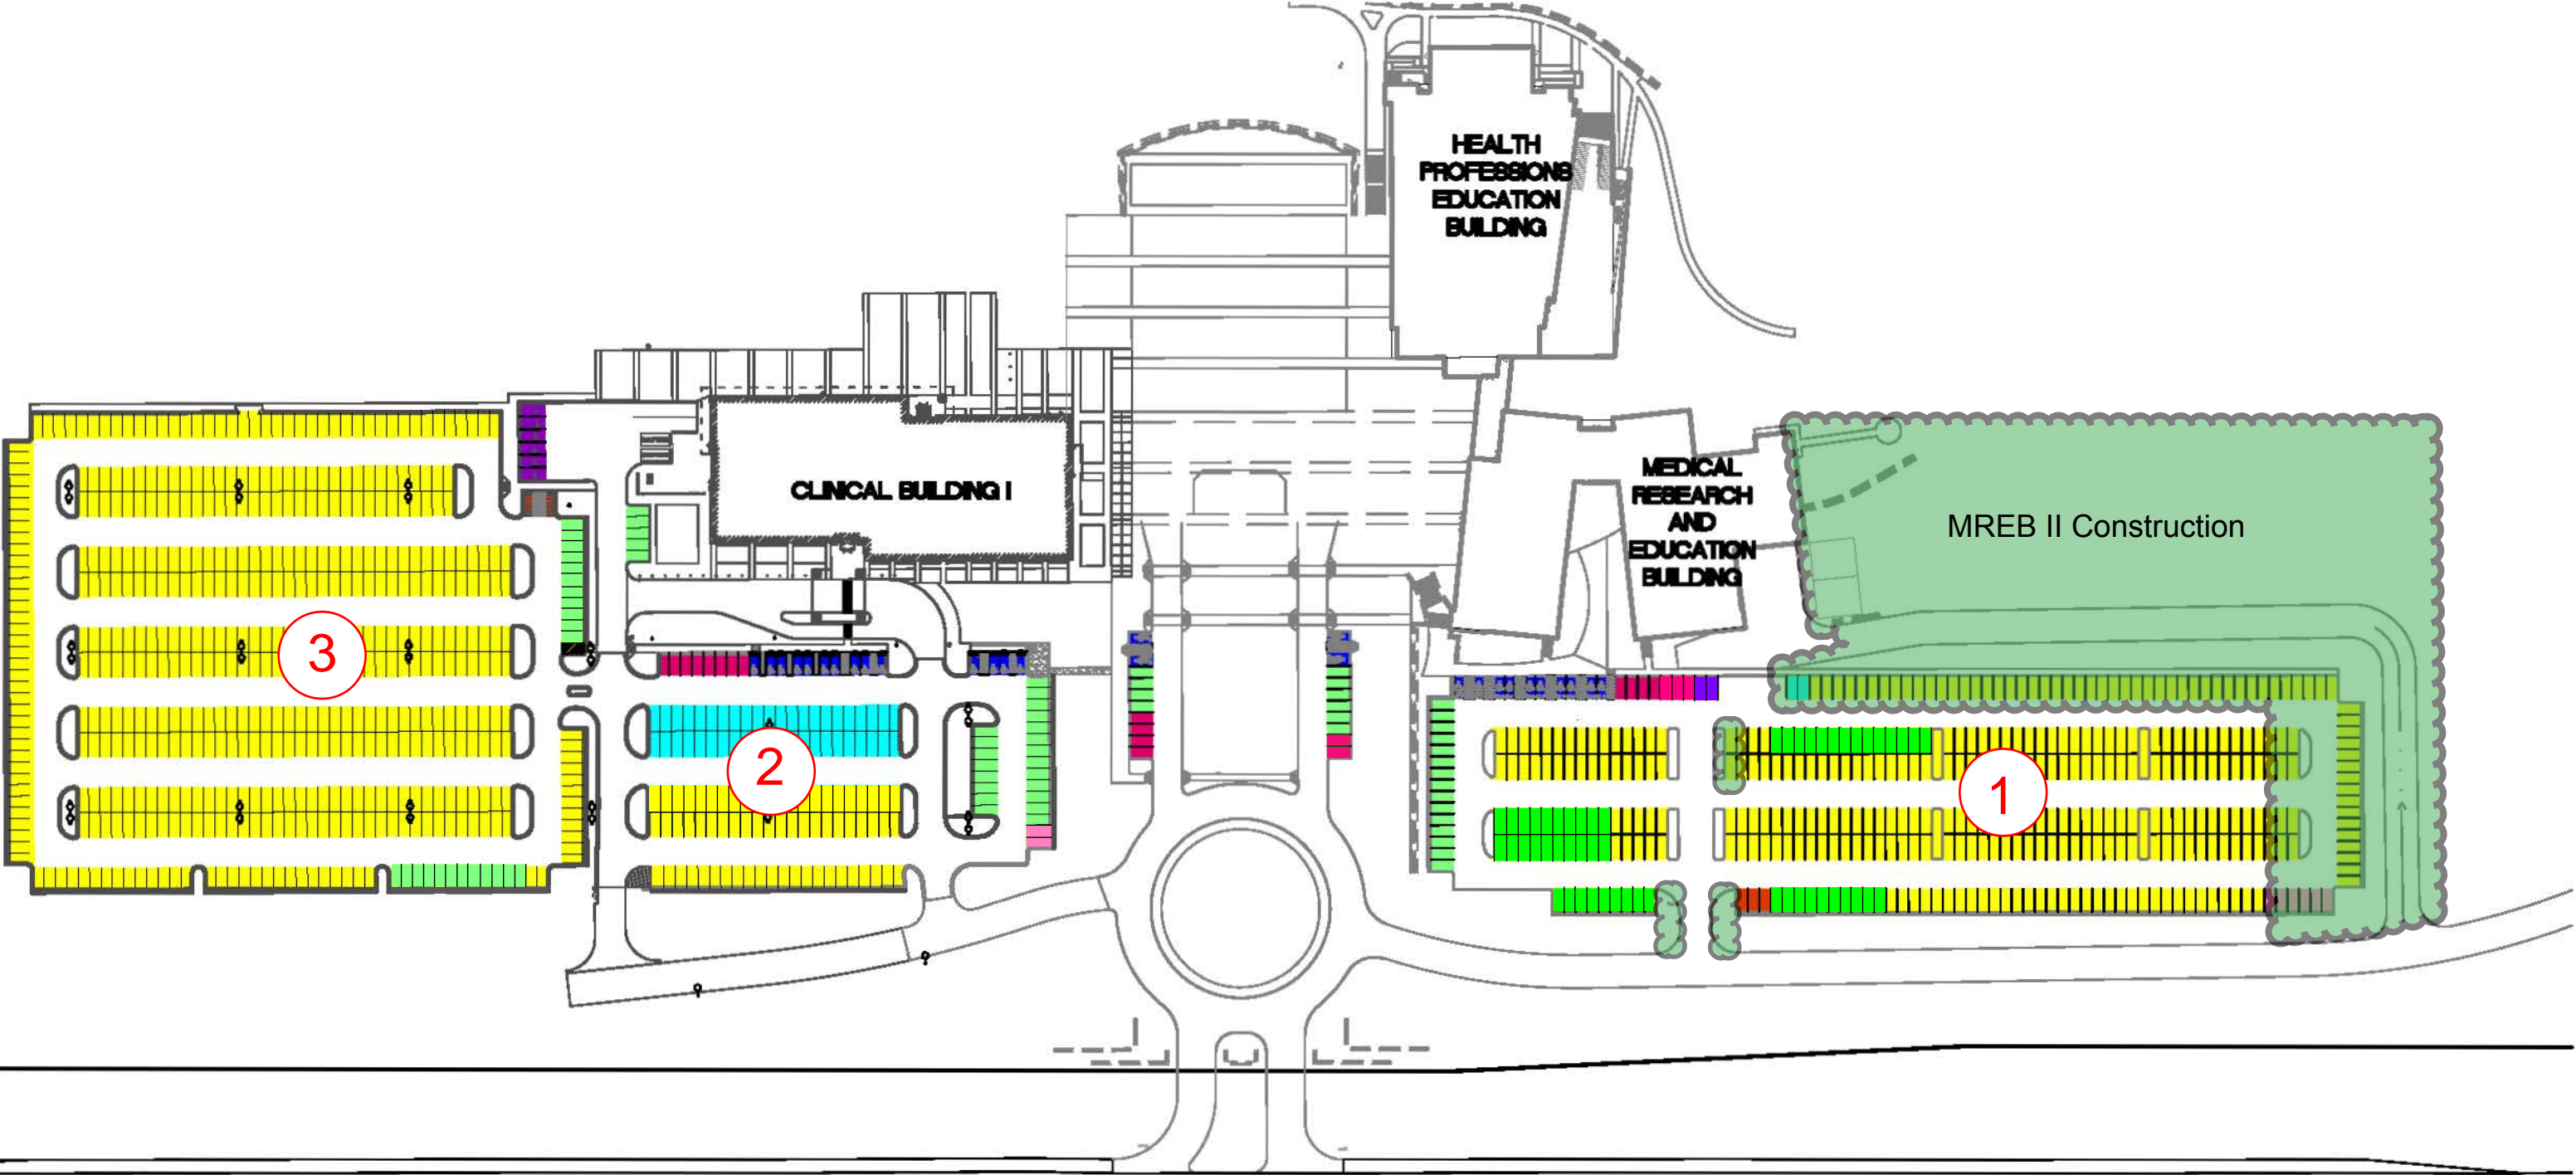 HEALTH
PROFESSIONS
EDUCATION
BUILDING
CLINICAL BUILDING I
MEDICAL
RESEARCH
AND
EDUCATION
BUILDING
MREB II Construction
3
2
1